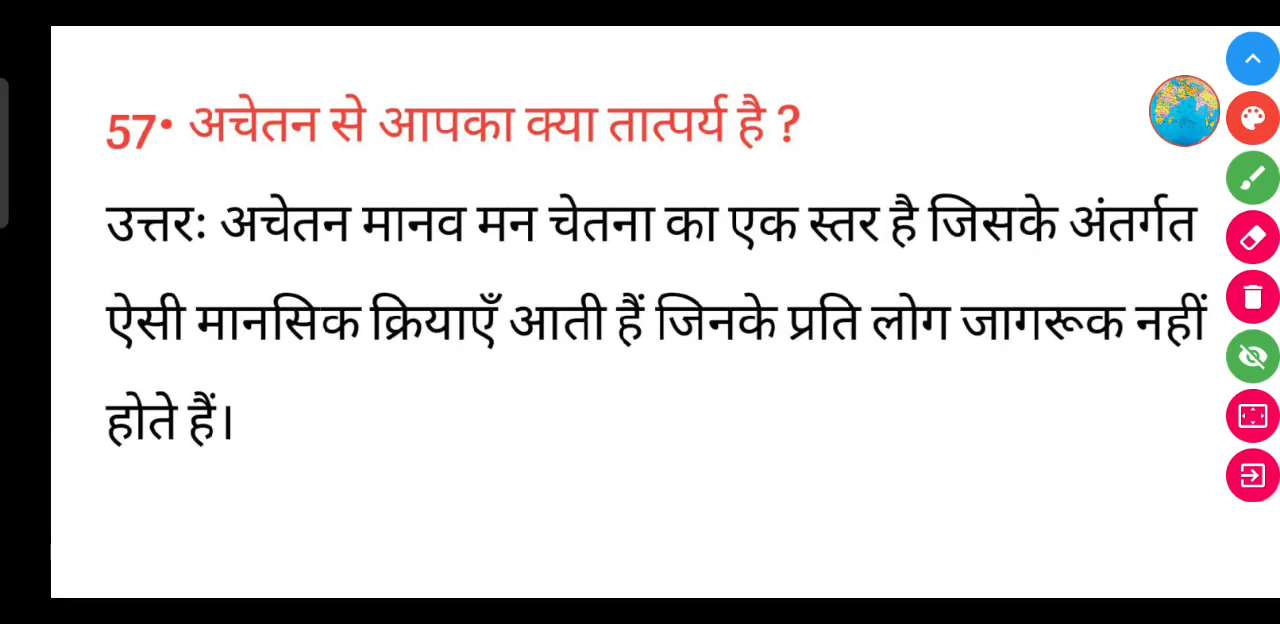 57• अचेतन से आपका क्या तात्पर्य है ?
उत्तरः अचेतन मानव मन चेतना का एक स्तर है जिसके अंतर्गत
ऐसी मानसिक क्रियाएँ आती हैं जिनके प्रति लोग जागरूक नहीं
होते हैं।